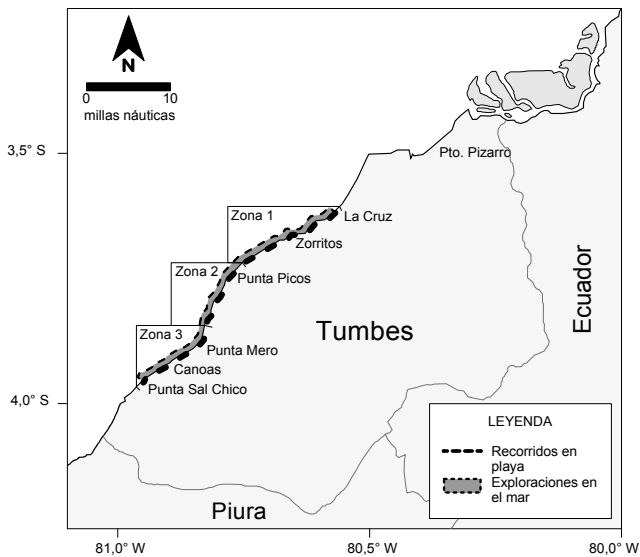 N
0 10
millas náuticas
Pto. Pizarro
3,5° S
Zona 1
La Cruz
Zorritos
Zona 2
Punta Picos
Ecuador
Zona 3
Tumbes
Punta Mero
Canoas
Punta Sal Chico
4,0° S
LEYENDA
Recorridos en
playa
Exploraciones en
el mar
Piura
81,0° W 80,5° W 80,0° W